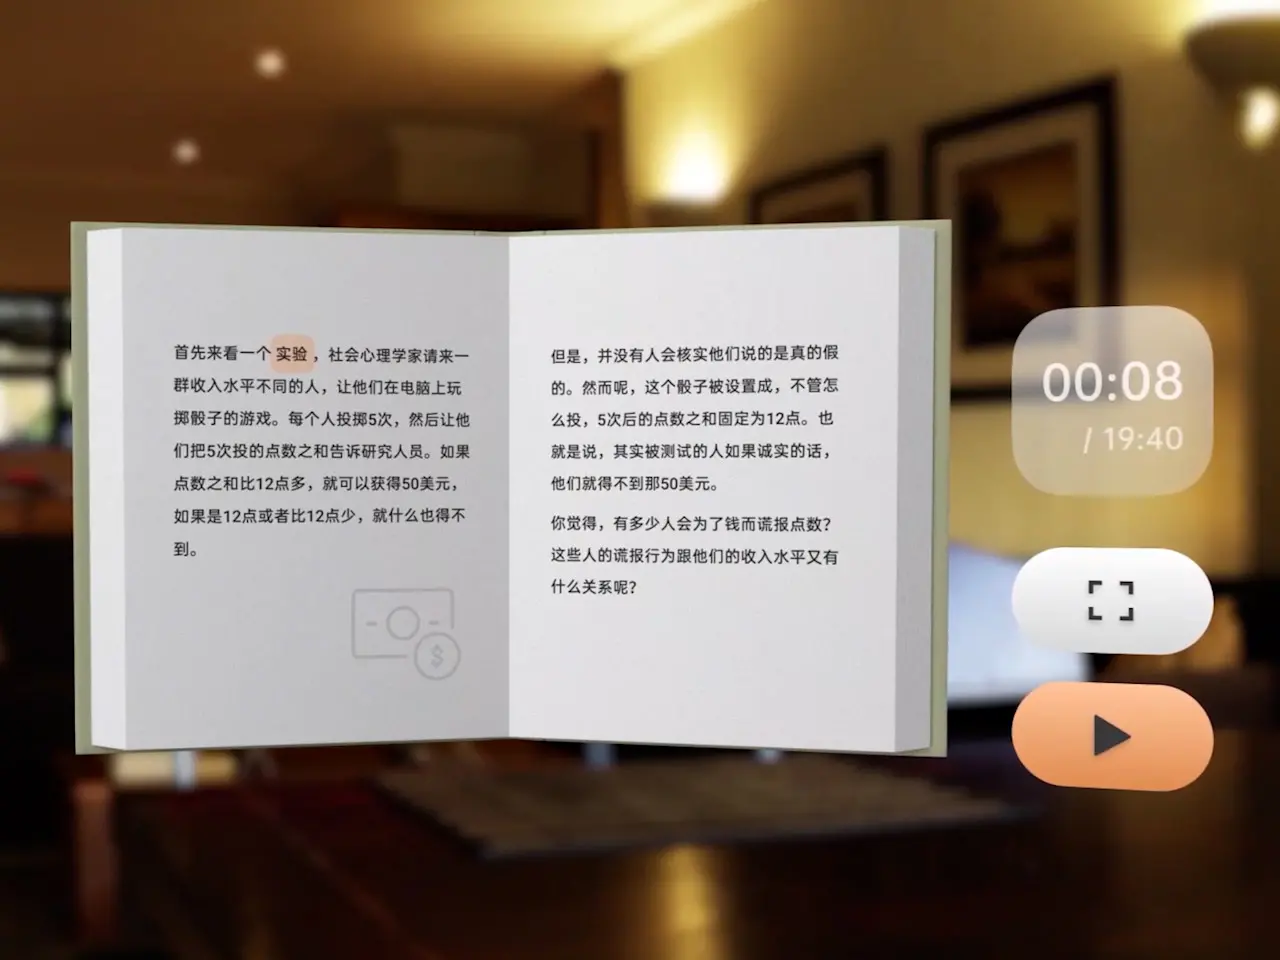 首先来看一个 实验 ，社会心理学家请来一
群收入水平不同的人，让他们在电脑上玩
掷骰子的游戏。每个人投掷5次，然后让他
们把5次投的点数之和告诉研究人员。如果
点数之和比12点多，就可以获得50美元，
如果是12点或者比12点少，就什么也得不
到。
$
但是，并没有人会核实他们说的是真的假
的。然而呢，这个骰子被设置成，不管怎
么投，5次后的点数之和固定为12点。也
就是说，其实被测试的人如果诚实的话，
他们就得不到那50美元。
你觉得，有多少人会为了钱而谎报点数？
这些人的谎报行为跟他们的收入水平又有
什么关系呢？
00:08
/ 19:40